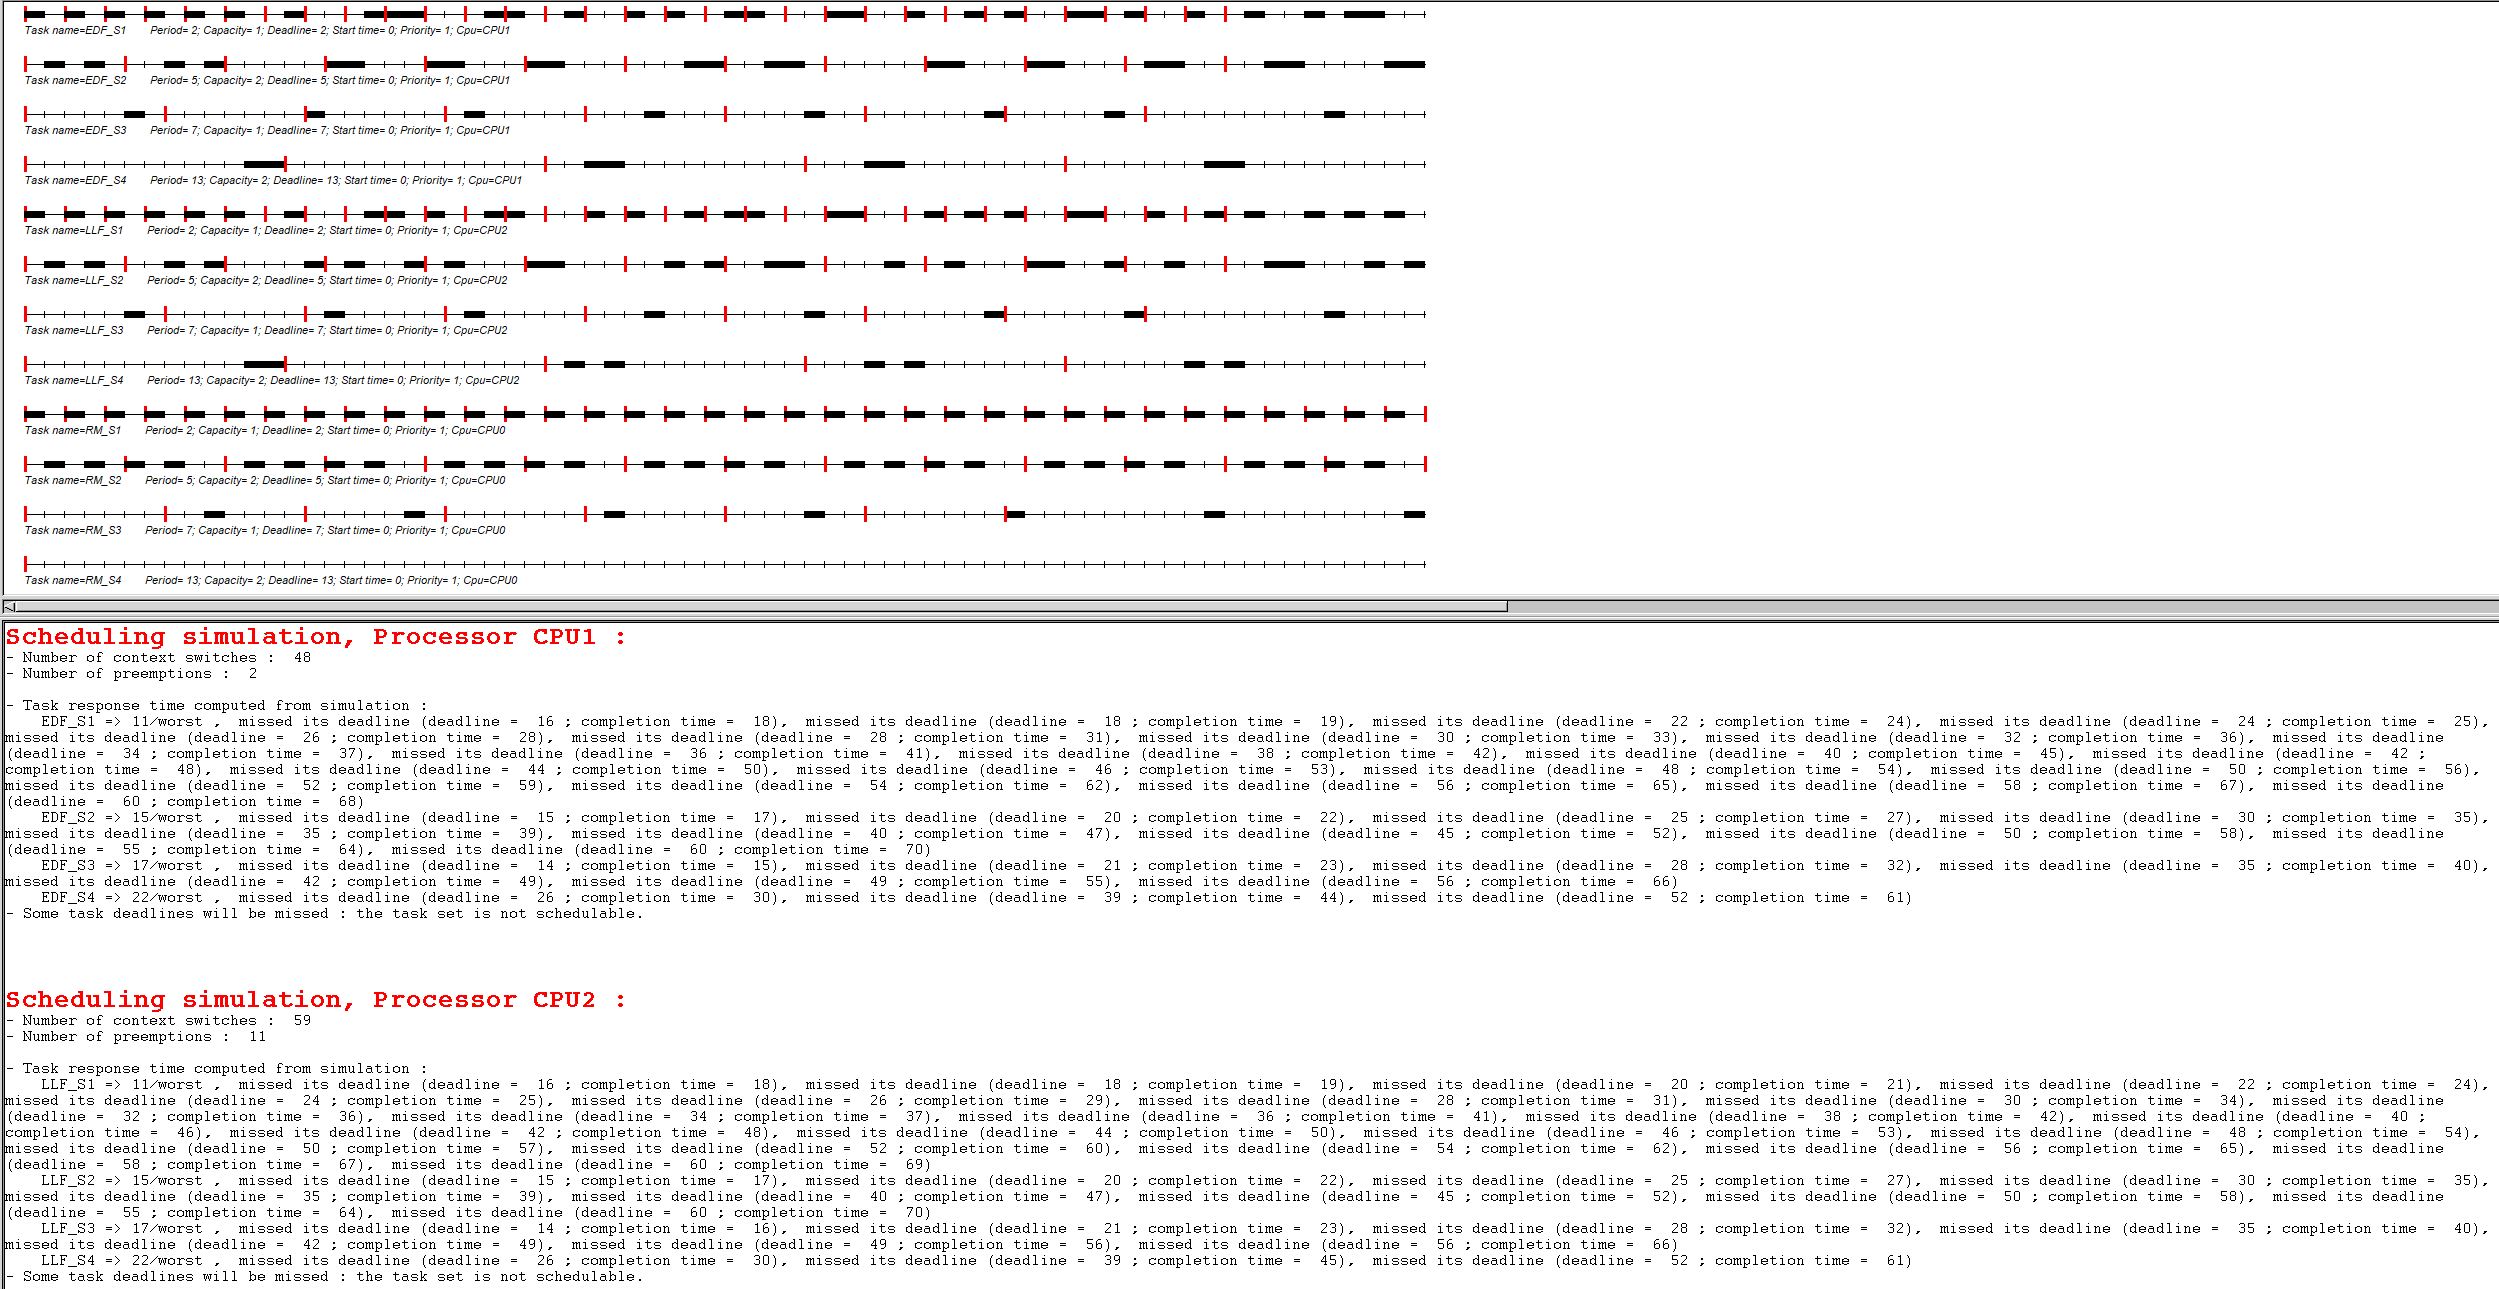 Task name=EDF_S1 Period= 2; Capacity= 1; Deadline= 2; Start time= 0; Priority= 1; Cpu=CPU1
Task name=EDF_S2 Period= 5; Capacity= 2; Deadline= 5; Start time= 0; Priority= 1; Cpu=CPU1
Task name=EDF_S3 Period= 7; Capacity= 1; Deadline= 7; Start time= 0; Priority= 1; Cpu=CPU1
Task name=EDF_S4 Period= 13; Capacity= 2; Deadline= 13; Start time= 0; Priority= 1; Cpu=CPU1
Task name=LLF_S1 Period= 2; Capacity= 1; Deadline= 2; Start time= 0; Priority= 1; Cpu=CPU2
Task name=LLF_S2 Period= 5; Capacity= 2; Deadline= 5; Start time= 0; Priority= 1; Cpu=CPU2
Task name=LLF_S3 Period= 7; Capacity= 1; Deadline= 7; Start time= 0; Priority= 1; Cpu=CPU2
Task name=LLF_S4 Period= 13; Capacity= 2; Deadline= 13; Start time= 0; Priority= 1; Cpu=CPU2
Task name=RM_S1 Period= 2; Capacity= 1; Deadline= 2; Start time= 0; Priority= 1; Cpu=CPU0
Task name=RM_S2 Period= 5; Capacity= 2; Deadline= 5; Start time= 0; Priority= 1; Cpu=CPU0
Task name=RM_S3 Period= 7; Capacity= 1; Deadline= 7; Start time= 0; Priority= 1; Cpu=CPU0
Task name=RM_S4 Period= 13; Capacity= 2; Deadline= 13; Start time= 0; Priority= 1; Cpu=CPU0
Scheduling simulation, Processor CPU1 :
- Number of context switches : 48
- Number of preemptions : 2
- Task response time computed from simulation :
EDF_S1 => 11/worst , missed its deadline (deadline = 16 ; completion time = 18), missed its deadline (deadline = 18 ; completion time = 19), missed its deadline (deadline = 22 ; completion time = 24), missed its deadline (deadline = 24 ; completion time = 25),
missed its deadline (deadline = 26 ; completion time = 28), missed its deadline (deadline = 28 ; completion time = 31), missed its deadline (deadline = 30 ; completion time = 33), missed its deadline (deadline = 32 ; completion time = 36), missed its deadline
(deadline = 34 ; completion time = 37), missed its deadline (deadline = 36 ; completion time = 41), missed its deadline (deadline = 38 ; completion time = 42), missed its deadline (deadline = 40 ; completion time = 45), missed its deadline (deadline = 42 ;
completion time = 48), missed its deadline (deadline = 44 ; completion time = 50), missed its deadline (deadline = 46 ; completion time = 53), missed its deadline (deadline = 48 ; completion time = 54), missed its deadline (deadline = 50 ; completion time = 56),
missed its deadline (deadline = 52 ; completion time = 59), missed its deadline (deadline = 54 ; completion time = 62), missed its deadline (deadline = 56 ; completion time = 65), missed its deadline (deadline = 58 ; completion time = 67), missed its deadline
(deadline = 60 ; completion time = 68)
EDF_S2 => 15/worst , missed its deadline (deadline = 15 ; completion time = 17), missed its deadline (deadline = 20 ; completion time = 22), missed its deadline (deadline = 25 ; completion time = 27), missed its deadline (deadline = 30 ; completion time = 35),
missed its deadline (deadline = 35 ; completion time = 39), missed its deadline (deadline = 40 ; completion time = 47), missed its deadline (deadline = 45 ; completion time = 52), missed its deadline (deadline = 50 ; completion time = 58), missed its deadline
(deadline = 55 ; completion time = 64), missed its deadline (deadline = 60 ; completion time = 70)
EDF_S3 => 17/worst , missed its deadline (deadline = 14 ; completion time = 15), missed its deadline (deadline = 21 ; completion time = 23), missed its deadline (deadline = 28 ; completion time = 32), missed its deadline (deadline = 35 ; completion time = 40),
missed its deadline (deadline = 42 ; completion time = 49), missed its deadline (deadline = 49 ; completion time = 55), missed its deadline (deadline = 56 ; completion time = 66)
EDF_S4 => 22/worst , missed its deadline (deadline = 26 ; completion time = 30), missed its deadline (deadline = 39 ; completion time = 44), missed its deadline (deadline = 52 ; completion time = 61)
- Some task deadlines will be missed : the task set is not schedulable.
Scheduling simulation, Processor CPU2 :
- Number of context switches : 59
- Number of preemptions : 11
- Task response time computed from simulation :
LLF_S1 => 11/worst , missed its deadline (deadline = 16 ; completion time = 18), missed its deadline (deadline = 18 ; completion time = 19), missed its deadline (deadline = 20 ; completion time = 21), missed its deadline (deadline = 22 ; completion time = 24),
missed its deadline (deadline = 24 ; completion time = 25), missed its deadline (deadline = 26 ; completion time = 29), missed its deadline (deadline = 28 ; completion time = 31), missed its deadline (deadline = 30 ; completion time = 34), missed its deadline
(deadline = 32 ; completion time = 36), missed its deadline (deadline = 34 ; completion time = 37), missed its deadline (deadline = 36 ; completion time = 41), missed its deadline (deadline = 38 ; completion time = 42), missed its deadline (deadline = 40 ;
completion time = 46), missed its deadline (deadline = 42 ; completion time = 48), missed its deadline (deadline = 44 ; completion time = 50), missed its deadline (deadline = 46 ; completion time = 53), missed its deadline (deadline = 48 ; completion time = 54),
missed its deadline (deadline = 50 ; completion time = 57), missed its deadline (deadline = 52 ; completion time = 60), missed its deadline (deadline = 54 ; completion time = 62), missed its deadline (deadline = 56 ; completion time = 65), missed its deadline
(deadline = 58 ; completion time = 67), missed its deadline (deadline = 60 ; completion time = 69)
LLF_S2 => 15/worst , missed its deadline (deadline = 15 ; completion time = 17), missed its deadline (deadline = 20 ; completion time = 22), missed its deadline (deadline = 25 ; completion time = 27), missed its deadline (deadline = 30 ; completion time = 35),
missed its deadline (deadline = 35 ; completion time = 39), missed its deadline (deadline = 40 ; completion time = 47), missed its deadline (deadline = 45 ; completion time = 52), missed its deadline (deadline = 50 ; completion time = 58), missed its deadline
(deadline = 55 ; completion time = 64), missed its deadline (deadline = 60 ; completion time = 70)
LLF_S3 => 17/worst , missed its deadline (deadline = 14 ; completion time = 16), missed its deadline (deadline = 21 ; completion time = 23), missed its deadline (deadline = 28 ; completion time = 32), missed its deadline (deadline = 35 ; completion time = 40),
missed its deadline (deadline = 42 ; completion time = 49), missed its deadline (deadline = 49 ; completion time = 56), missed its deadline (deadline = 56 ; completion time = 66)
LLF_S4 => 22/worst , missed its deadline (deadline = 26 ; completion time = 30), missed its deadline (deadline = 39 ; completion time = 45), missed its deadline (deadline = 52 ; completion time = 61)
- Some task deadlines will be missed : the task set is not schedulable.